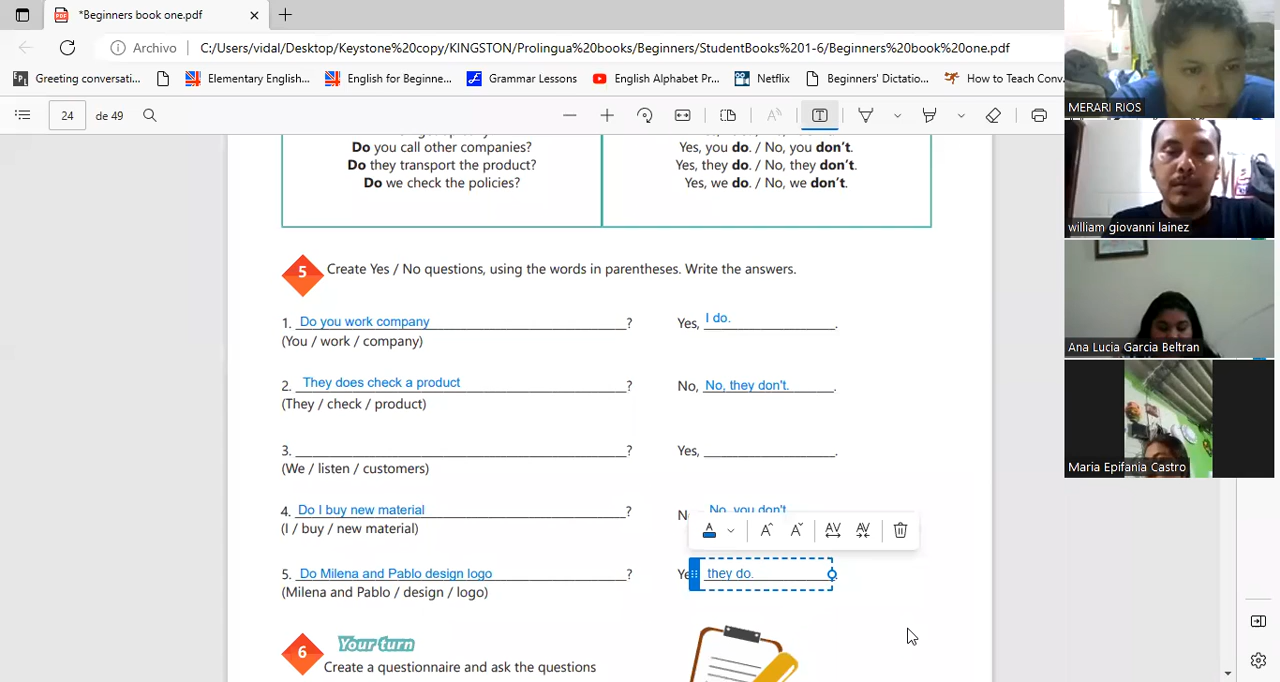 *Beginners book one.pdf
Archivo
C:/Users/vidal/Desktop/Keystone%20copy/KINGSTON/Prolingua%20books/Beginners/StudentBooks%201-6/Beginners%20book%20one.pdf
Greeting conversati...
Elementary English...
English for Beginne...
Grammar Lessons
English Alphabet Pr...
Netflix
Beginners' Dictatio...
How to Teach Conv
24 de 49
Do you call other companies?
Yes, you do. / No, you don't.
Do they transport the product?
Yes, they do. / No, they don't.
Do we check the policies?
Yes, we do. / No, we don't.
5 Create Yes / No questions, using the words in parentheses. Write the answers.
1. Do you work company ?
Yes, I do. .
(You / work / company)
2. They does check a product ?
No, No, they don't. .
(They / check / product)
3. ?
Yes, .
(We / listen / customers)
4. Do I buy new material ?
No, you don't
(I / buy / new material)
5. Do Milena and Pablo design logo ?
they do.
(Milena and Pablo / design / logo)
6 Your turn
Create a questionnaire and ask the questions
MERARI RIOS
william giovanni lainez
Ana Lucia Garcia Beltran
Maria Epifania Castro